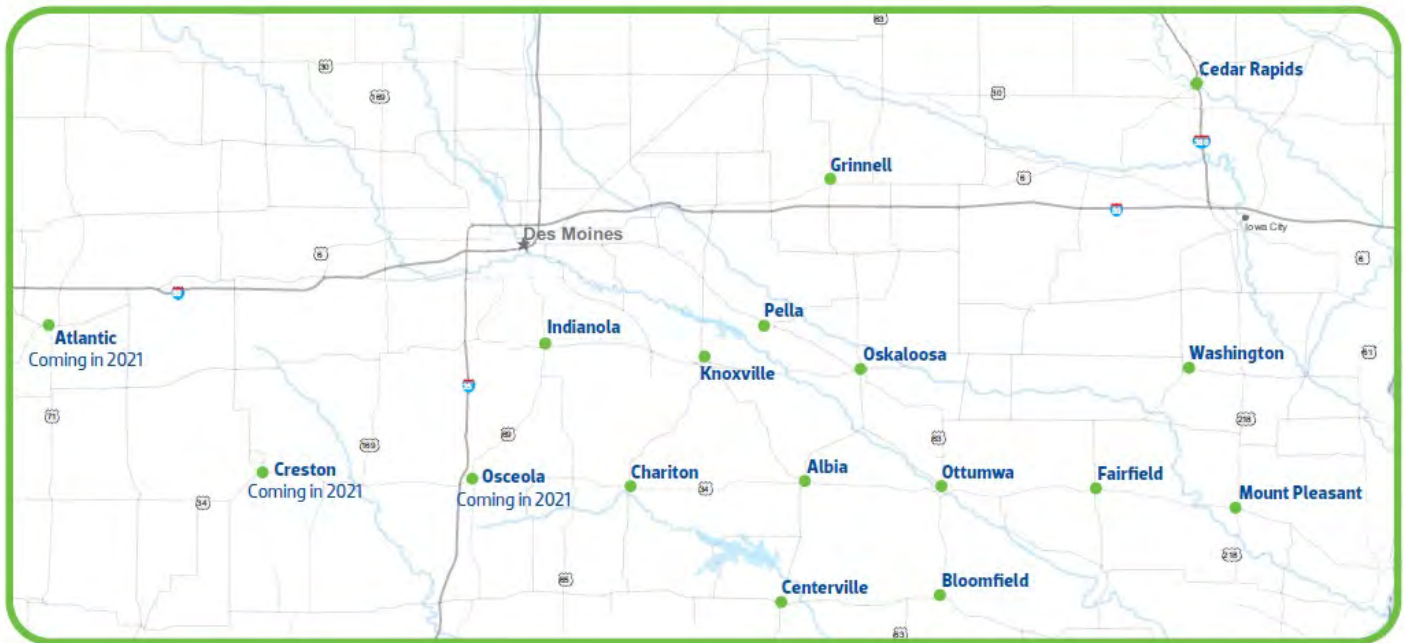 63
30
169
Cedar Rapids
30
380
Grinnell
6
80
Des Moines
Iowa City
6
6
80
Pella
Atlantic
Coming in 2021
Indianola
Oskaloosa
Washington
61
Knoxville
35
71
218
169
69
63
Creston
Coming in 2021
Osceola
Coming in 2021
Chariton
Albia
Ottumwa
Fairfield
Mount Pleasant
34
34
218
65
Centerville
Bloomfield
63